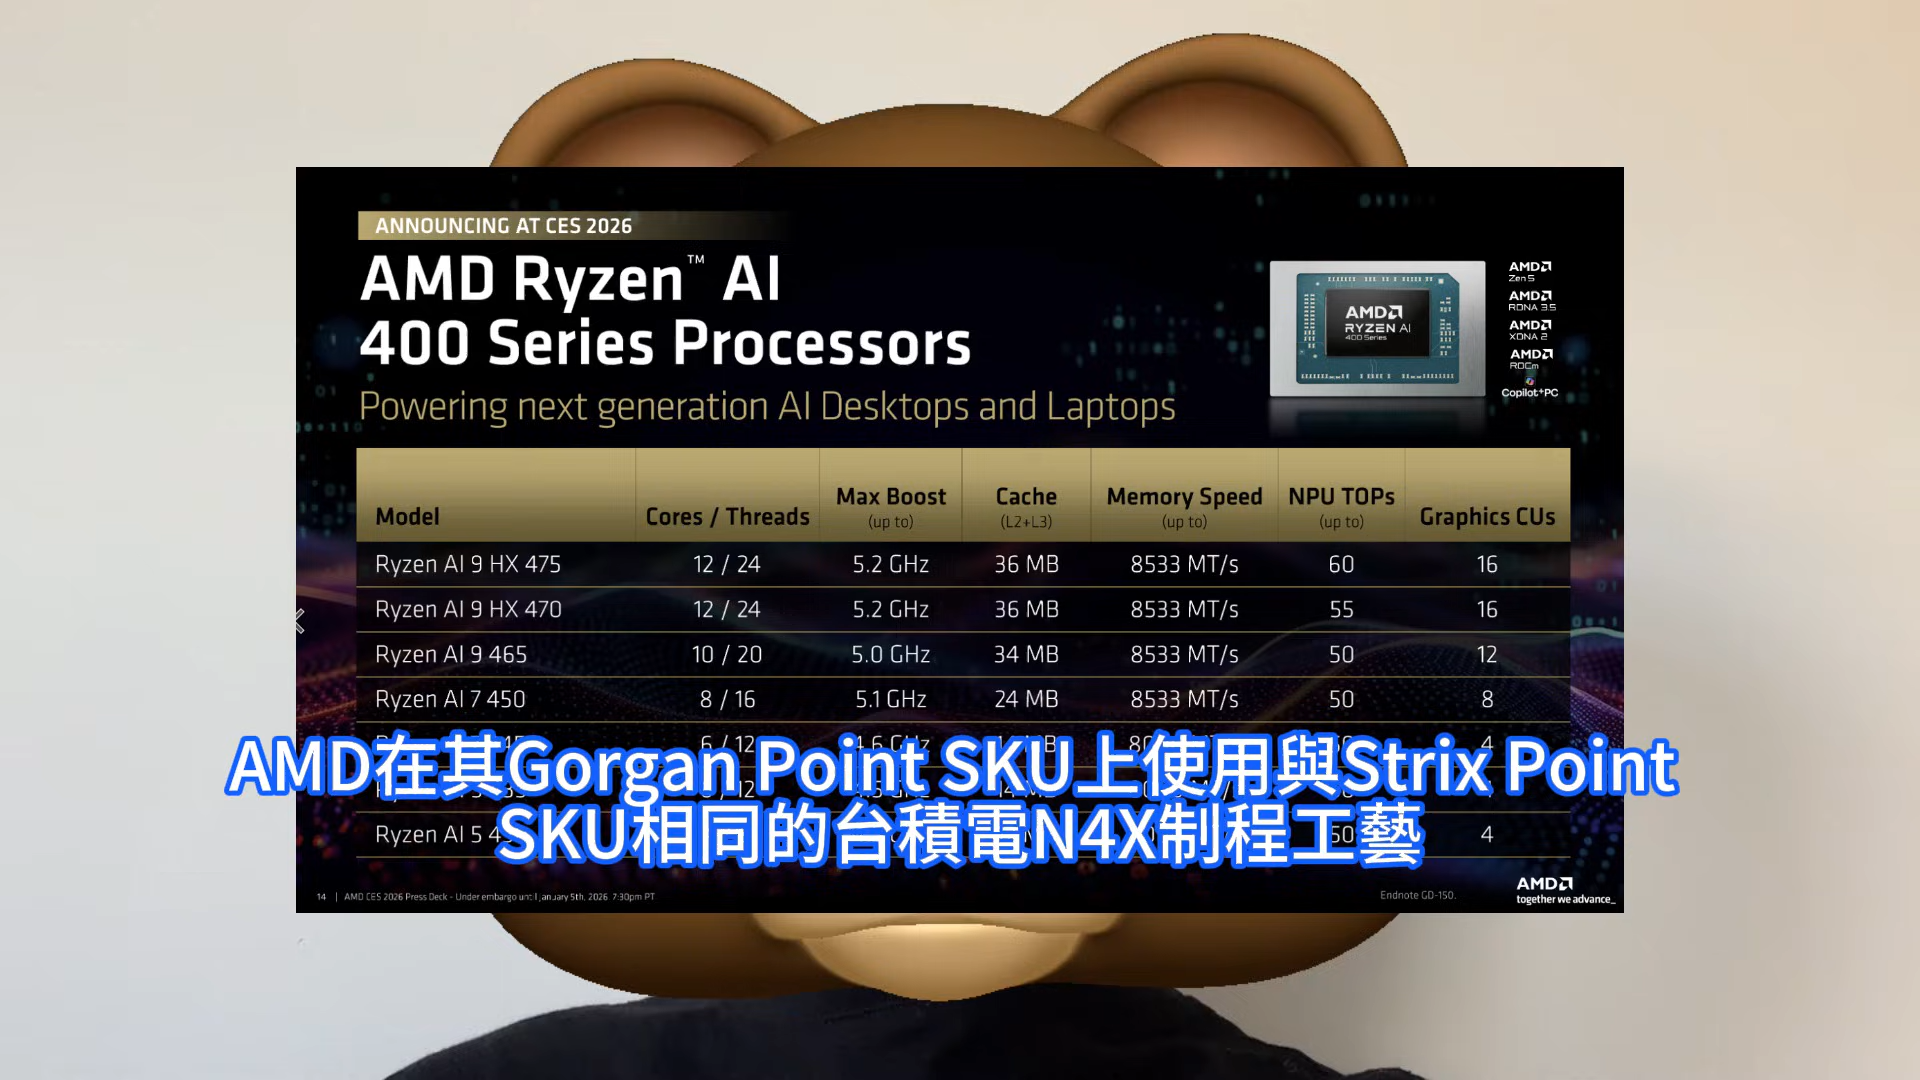 ANNOUNCING AT CES 2026
AMD Ryzen™ AI
400 Series Processors
Powering next generation AI Desktops and Laptops
AMD
RYZEN AI
400 Series
AMD
Zen 5
AMD
RDNA 3.5
AMD
XDNA 2
AMD
ROCm
Copilot+PC
Model Cores / Threads Max Boost (up to) Cache (L2+L3) Memory Speed (up to) NPU TOPs (up to) Graphics CUs
Ryzen AI 9 HX 475 12 / 24 5.2 GHz 36 MB 8533 MT/s 60 16
Ryzen AI 9 HX 470 12 / 24 5.2 GHz 36 MB 8533 MT/s 55 16
Ryzen AI 9 465 10 / 20 5.0 GHz 34 MB 8533 MT/s 50 12
Ryzen AI 7 450 8 / 16 5.1 GHz 24 MB 8533 MT/s 50 8
6 / 12 4
AMD在其Gorgan Point SKU上使用與Strix Point
SKU相同的台積電N4X制程工藝
Ryzen AI 5 50 4
14 | AMD CES 2026 Press Deck - Under embargo until January 5th, 2026 7:30pm PT
Endnote GD-150.
AMD
together we advance_